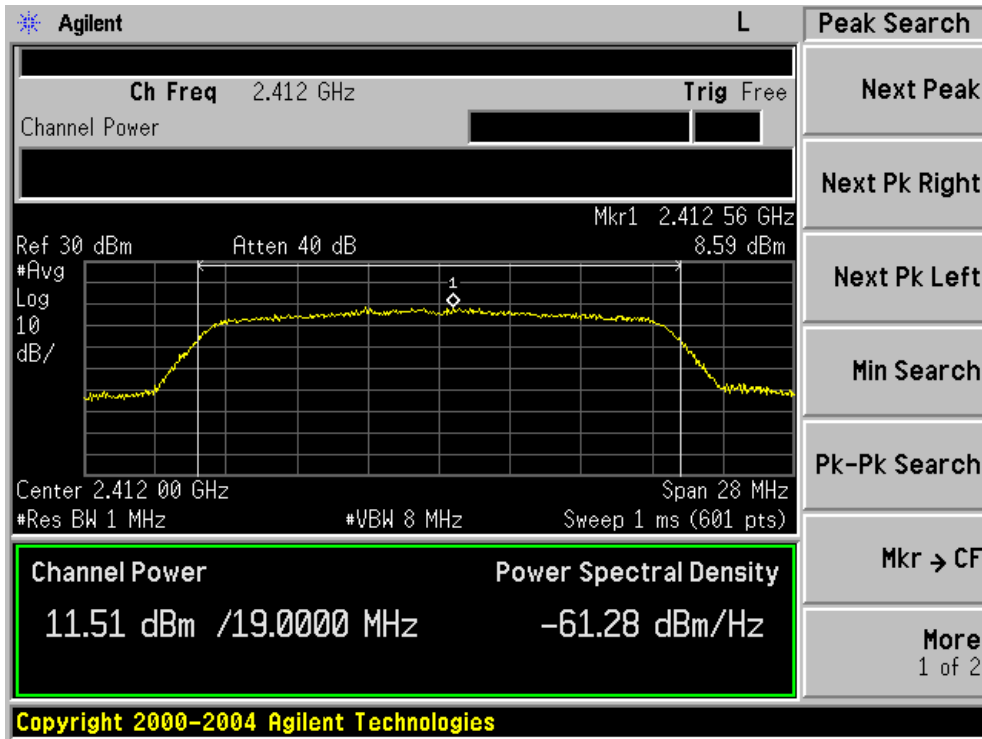 Agilent L Peak Search
Ch Freq 2.412 GHz Trig Free
Channel Power
Mkr1 2.412 56 GHz
Ref 30 dBm Atten 40 dB 8.59 dBm
#Avg
Log
10
dB/
1
Center 2.412 00 GHz Span 28 MHz
#Res BW 1 MHz #VBW 8 MHz Sweep 1 ms (601 pts)
Channel Power Power Spectral Density
11.51 dBm /19.0000 MHz -61.28 dBm/Hz
Copyright 2000-2004 Agilent Technologies
Next Peak
Next Pk Right
Next Pk Left
Min Search
Pk-Pk Search
Mkr → CF
More
1 of 2